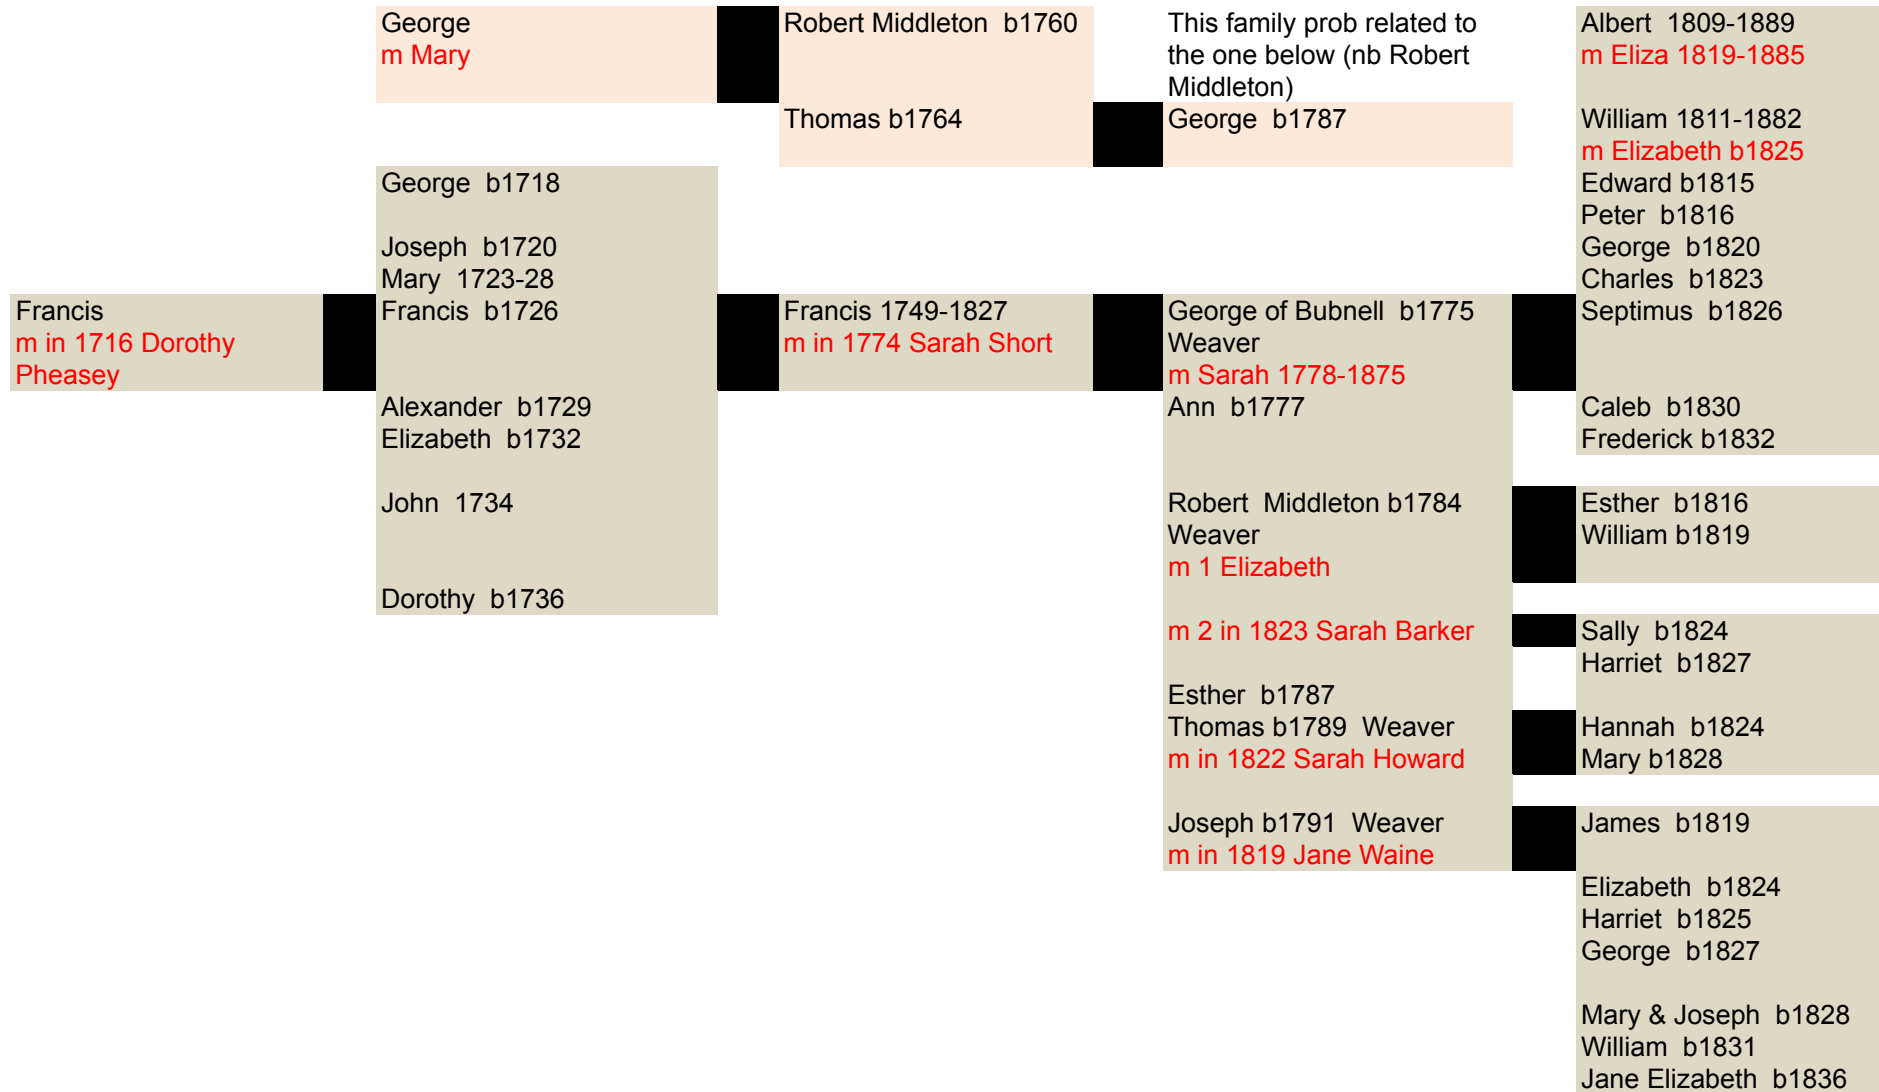 George
m Mary
Robert Middleton  b1760
This family prob related to
the one below (nb Robert
Middleton)
Albert  1809-1889
m Eliza 1819-1885
Thomas b1764
George  b1787
William 1811-1882
m Elizabeth b1825
George  b1718
Edward b1815
Peter  b1816
Joseph  b1720
George  b1820
Mary  1723-28
Charles  b1823
Francis
m in 1716 Dorothy
Pheasey
Francis  b1726
Francis 1749-1827
m in 1774 Sarah Short
George of Bubnell  b1775
Weaver
m Sarah 1778-1875
Septimus  b1826
Alexander  b1729
Ann  b1777
Caleb  b1830
Elizabeth  b1732
Frederick b1832
John  1734
Robert  Middleton b1784
Weaver
m 1 Elizabeth
Esther  b1816
William b1819
Dorothy  b1736
m 2 in 1823 Sarah Barker
Sally  b1824
Harriet  b1827
Esther  b1787
Thomas b1789  Weaver
m in 1822 Sarah Howard
Hannah  b1824
Mary b1828
Joseph b1791  Weaver
m in 1819 Jane Waine
James  b1819
Elizabeth  b1824
Harriet  b1825
George  b1827
Mary & Joseph  b1828
William  b1831
Jane Elizabeth  b1836